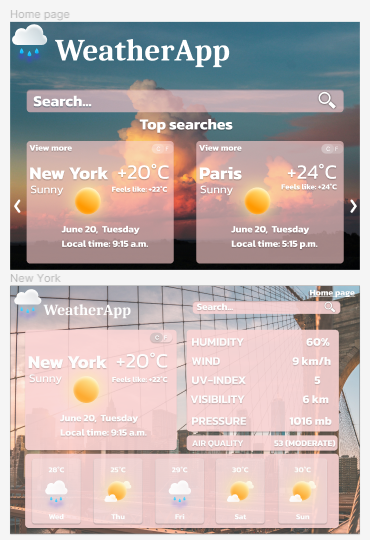 Home page
WeatherApp
Search...
Top searches
View more
C F
New York +20°C
Sunny Feels like: +22°C
June 20, Tuesday
Local time: 9:15 a.m.
View more
C F
Paris +24°C
Sunny Feels like: +24°C
June 20, Tuesday
Local time: 5:15 p.m.
New York
Home page
WeatherApp
Search...
C F
New York +20°C
Sunny Feels like: +22°C
June 20, Tuesday
Local time: 9:15 a.m.
HUMIDITY 60%
WIND 9 km/h
UV-INDEX 5
VISIBILITY 6 km
PRESSURE 1016 mb
AIR QUALITY 53 (MODERATE)
28°C 25°C 29°C 30°C 30°C
Wed Thu Fri Sat Sun